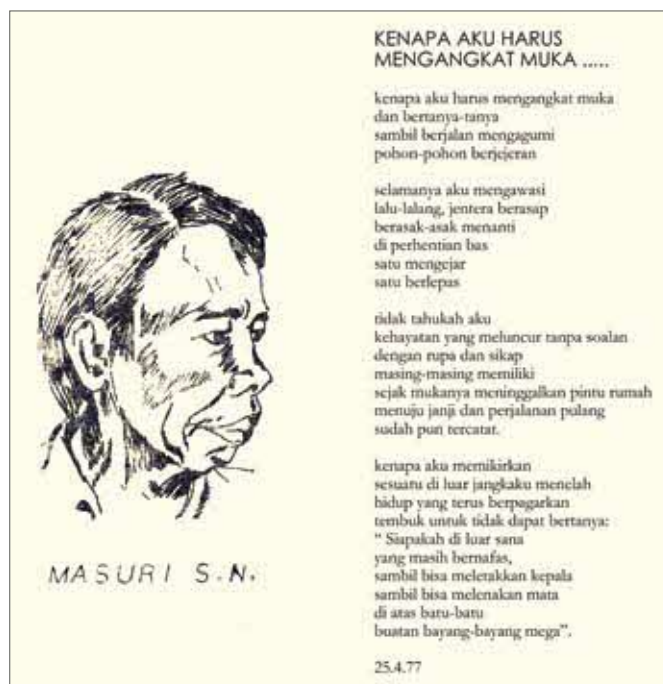 KENAPA AKU HARUS
MENGANGKAT MUKA .....
kenapa aku harus mengangkat muka
dan bertanya-tanya
sambil berjalan mengagumi
pohon-pohon berjejeran
selamanya aku mengawasi
lalu-lalang, jentera berasap
berasak-asak menanti
di perhentian bas
satu mengejar
satu berlepas
tidak tahukah aku
kehayatan yang meluncur tanpa soalan
dengan rupa dan sikap
masing-masing memiliki
sejak mukanya meninggalkan pintu rumah
menuju janji dan perjalanan pulang
sudah pun tercatat.
kenapa aku memikirkan
sesuatu di luar jangkaku menelah
hidup yang terus berpagarkan
tembuk untuk tidak dapat bertanya:
" Siapakah di luar sana
yang masih bernafas,
sambil bisa meletakkan kepala
sambil bisa melenakan mata
di atas batu-batu
buatan bayang-bayang mega".
25.4.77
MASURI S.N.